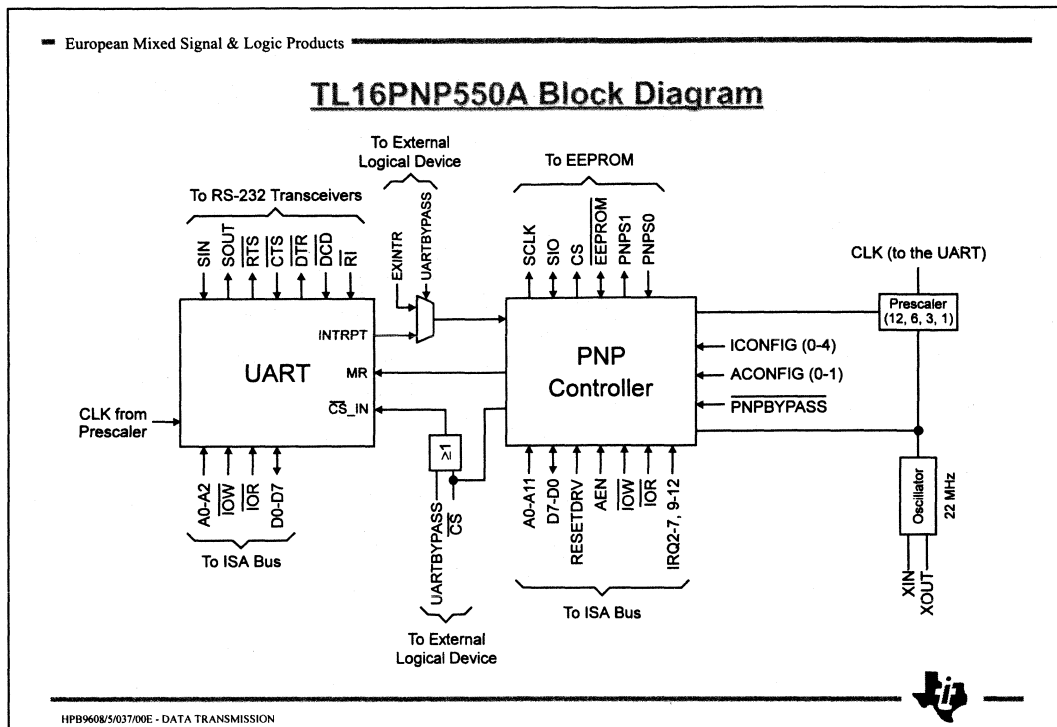 European Mixed Signal & Logic Products
TL16PNP550A Block Diagram
To External
Logical Device
To EEPROM
To RS-232 Transceivers
SIN
SOUT
RTS
CTS
DTR
DCD
RI
EXINTR
UARTBYPASS
SCLK
SIO
CS
EEPROM
PNPS1
PNPS0
CLK (to the UART)
Prescaler
(12, 6, 3, 1)
INTRPT
UART
MR
CS_IN
PNP
Controller
ICONFIG (0-4)
ACONFIG (0-1)
PNPBYPASS
CLK from
Prescaler
≥1
A0-A2
IOW
IOR
D0-D7
To ISA Bus
UARTBYPASS
CS
To External
Logical Device
A0-A11
D7-D0
RESETDRV
AEN
IOW
IOR
IRQ2-7, 9-12
To ISA Bus
Oscillator
22 MHz
XIN
XOUT
HPB9608/5/037/00E - DATA TRANSMISSION